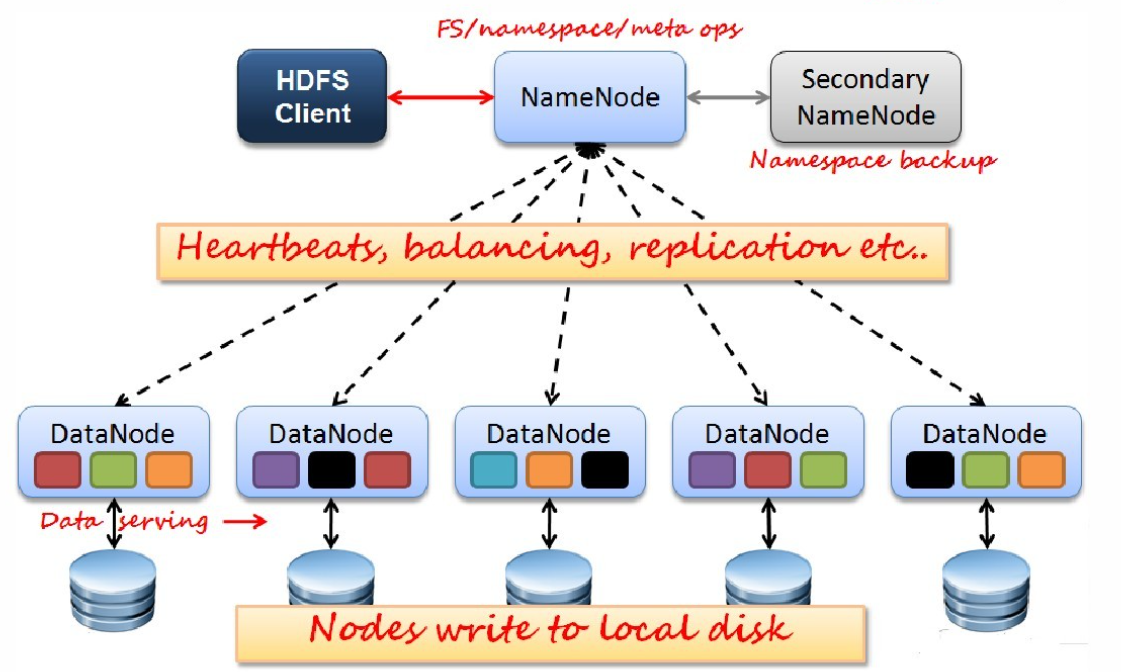 FS/namespace/meta ops
HDFS
Client
NameNode
Secondary
NameNode
Namespace backup
Heartbeats, balancing, replication etc..
DataNode
DataNode
DataNode
DataNode
DataNode
Data serving
Nodes write to local disk